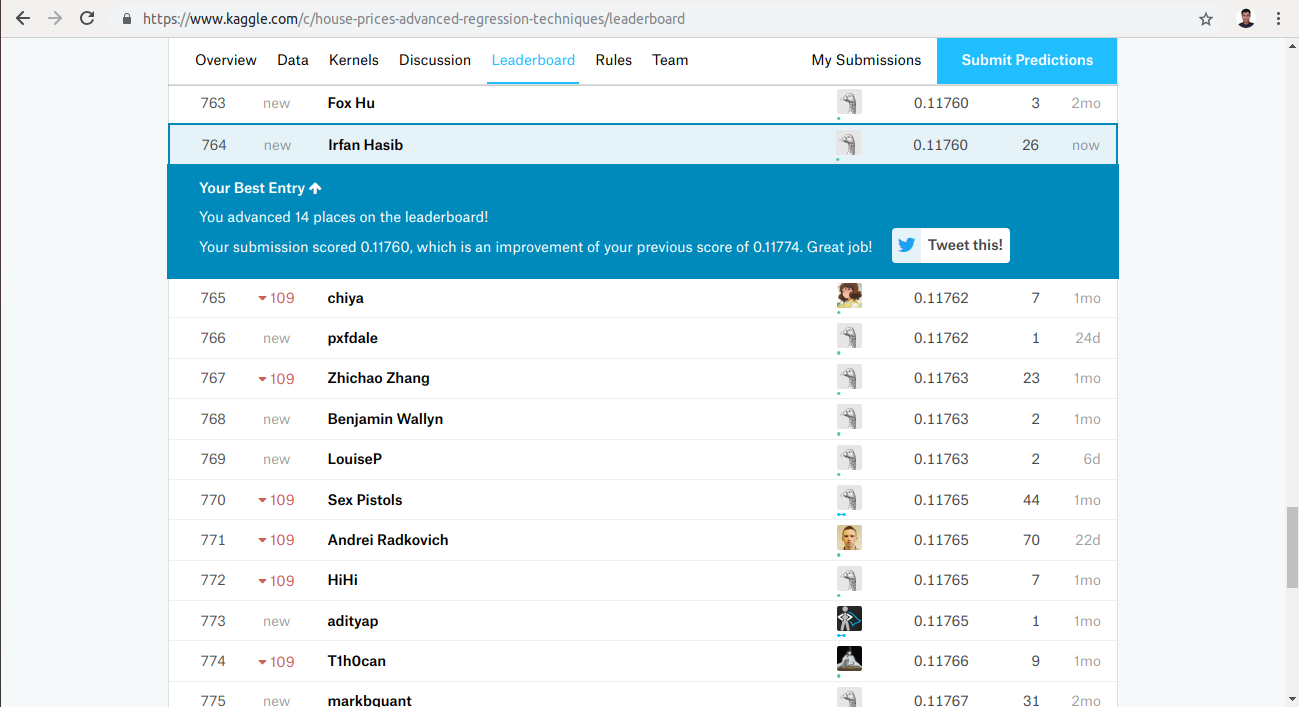 https://www.kaggle.com/c/house-prices-advanced-regression-techniques/leaderboard
Overview Data Kernels Discussion Leaderboard Rules Team My Submissions Submit Predictions
763 new Fox Hu 0.11760 3 2mo
764 new Irfan Hasib 0.11760 26 now
Your Best Entry
You advanced 14 places on the leaderboard!
Your submission scored 0.11760, which is an improvement of your previous score of 0.11774. Great job! Tweet this!
765 109 chiya 0.11762 7 1mo
766 new pxfdale 0.11762 1 24d
767 109 Zhichao Zhang 0.11763 23 1mo
768 new Benjamin Wallyn 0.11763 2 1mo
769 new LouiseP 0.11763 2 6d
770 109 Sex Pistols 0.11765 44 1mo
771 109 Andrei Radkovich 0.11765 70 22d
772 109 HiHi 0.11765 7 1mo
773 new adityap 0.11765 1 1mo
774 109 T1h0can 0.11766 9 1mo
775 new markbquant 0.11767 31 2mo